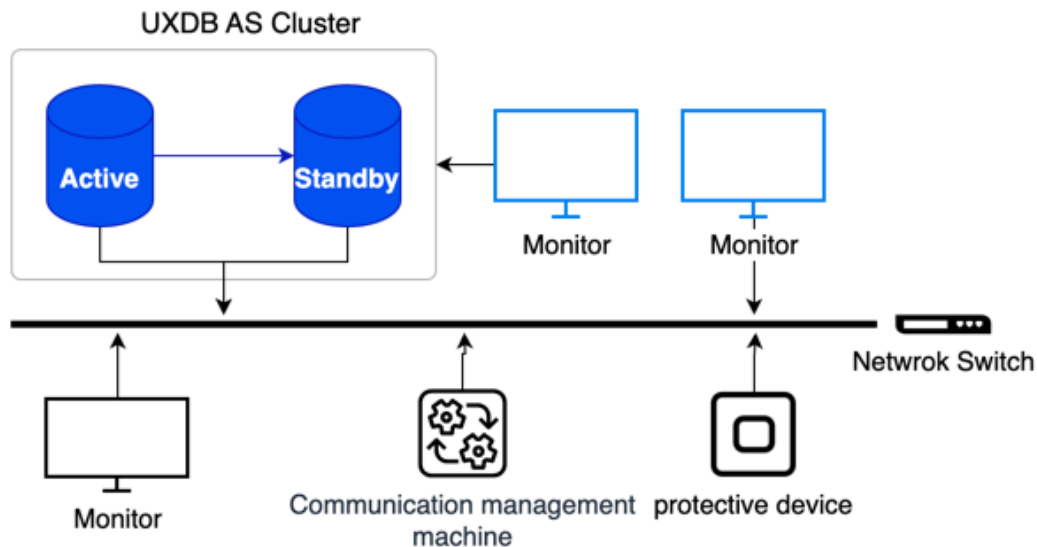 UXDB AS Cluster
Active
Standby
Monitor
Monitor
Netwrok Switch
Monitor
Communication management
machine
protective device